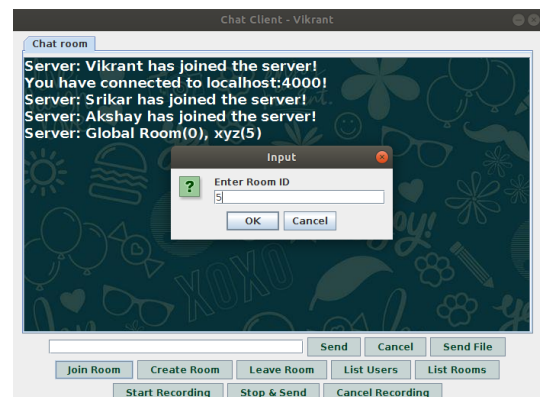 Chat Client - Vikrant
Chat room
Server: Vikrant has joined the server!
You have connected to localhost:4000!
Server: Srikar has joined the server!
Server: Akshay has joined the server!
Server: Global Room(0), xyz(5)
Input
?
Enter Room ID
5
OK Cancel
XOXO
Send Cancel Send File
Join Room Create Room Leave Room List Users List Rooms
Start Recording Stop & Send Cancel Recording